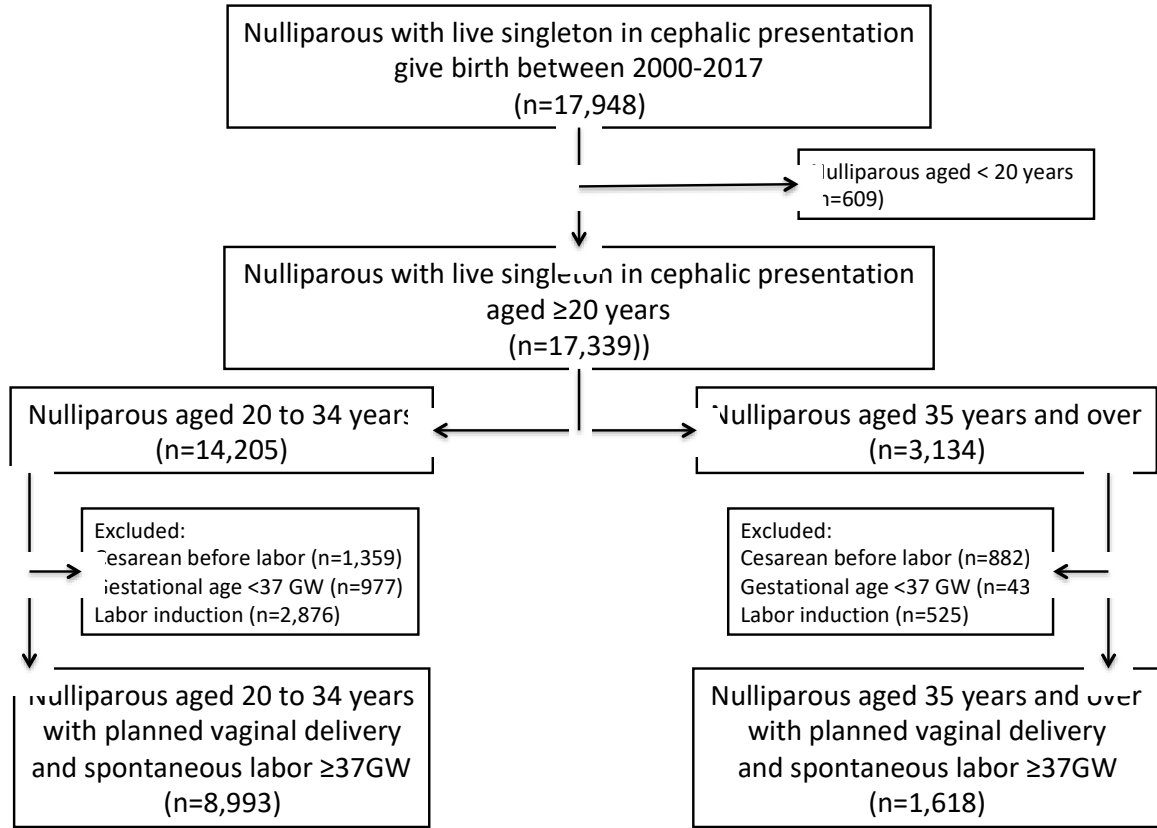 Nulliparous with live singleton in cephalic presentation
give birth between 2000-2017
(n=17,948)
Nulliparous aged < 20 years
(n=609)
Nulliparous with live singleton in cephalic presentation
aged ≥20 years
(n=17,339))
Nulliparous aged 20 to 34 years
(n=14,205)
Nulliparous aged 35 years and over
(n=3,134)
Excluded:
Cesarean before labor (n=1,359)
Gestational age <37 GW (n=977)
Labor induction (n=2,876)
Excluded:
Cesarean before labor (n=882)
Gestational age <37 GW (n=43
Labor induction (n=525)
Nulliparous aged 20 to 34 years
with planned vaginal delivery
and spontaneous labor ≥37GW
(n=8,993)
Nulliparous aged 35 years and over
with planned vaginal delivery
and spontaneous labor ≥37GW
(n=1,618)